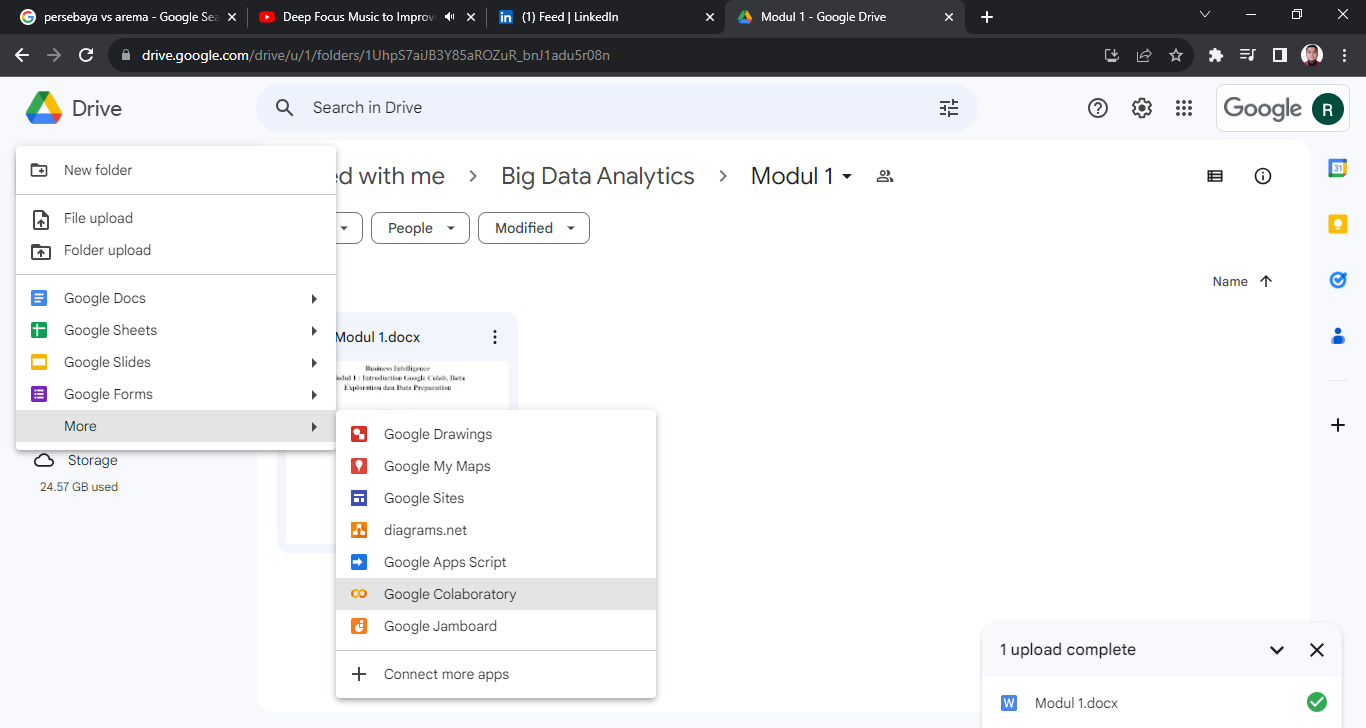 persebaya vs arema - Google Sea
Deep Focus Music to Improv
(1) Feed | LinkedIn
Modul 1 - Google Drive
drive.google.com/drive/u/1/folders/1UhpS7aiJB3Y85aROZuR_bnJ1adu5r08n
Drive
Search in Drive
Google
R
New folder
File upload
Folder upload
Google Docs
Google Sheets
Google Slides
Google Forms
More
Storage
24.57 GB used
ed with me > Big Data Analytics > Modul 1
People
Modified
Name
Modul 1.docx
Business Intelligence
odul 1 : Introduction Google Colab, Data
Exploration dan Data Preparation
Google Drawings
Google My Maps
Google Sites
diagrams.net
Google Apps Script
Google Colaboratory
Google Jamboard
Connect more apps
31
1 upload complete
W Modul 1.docx